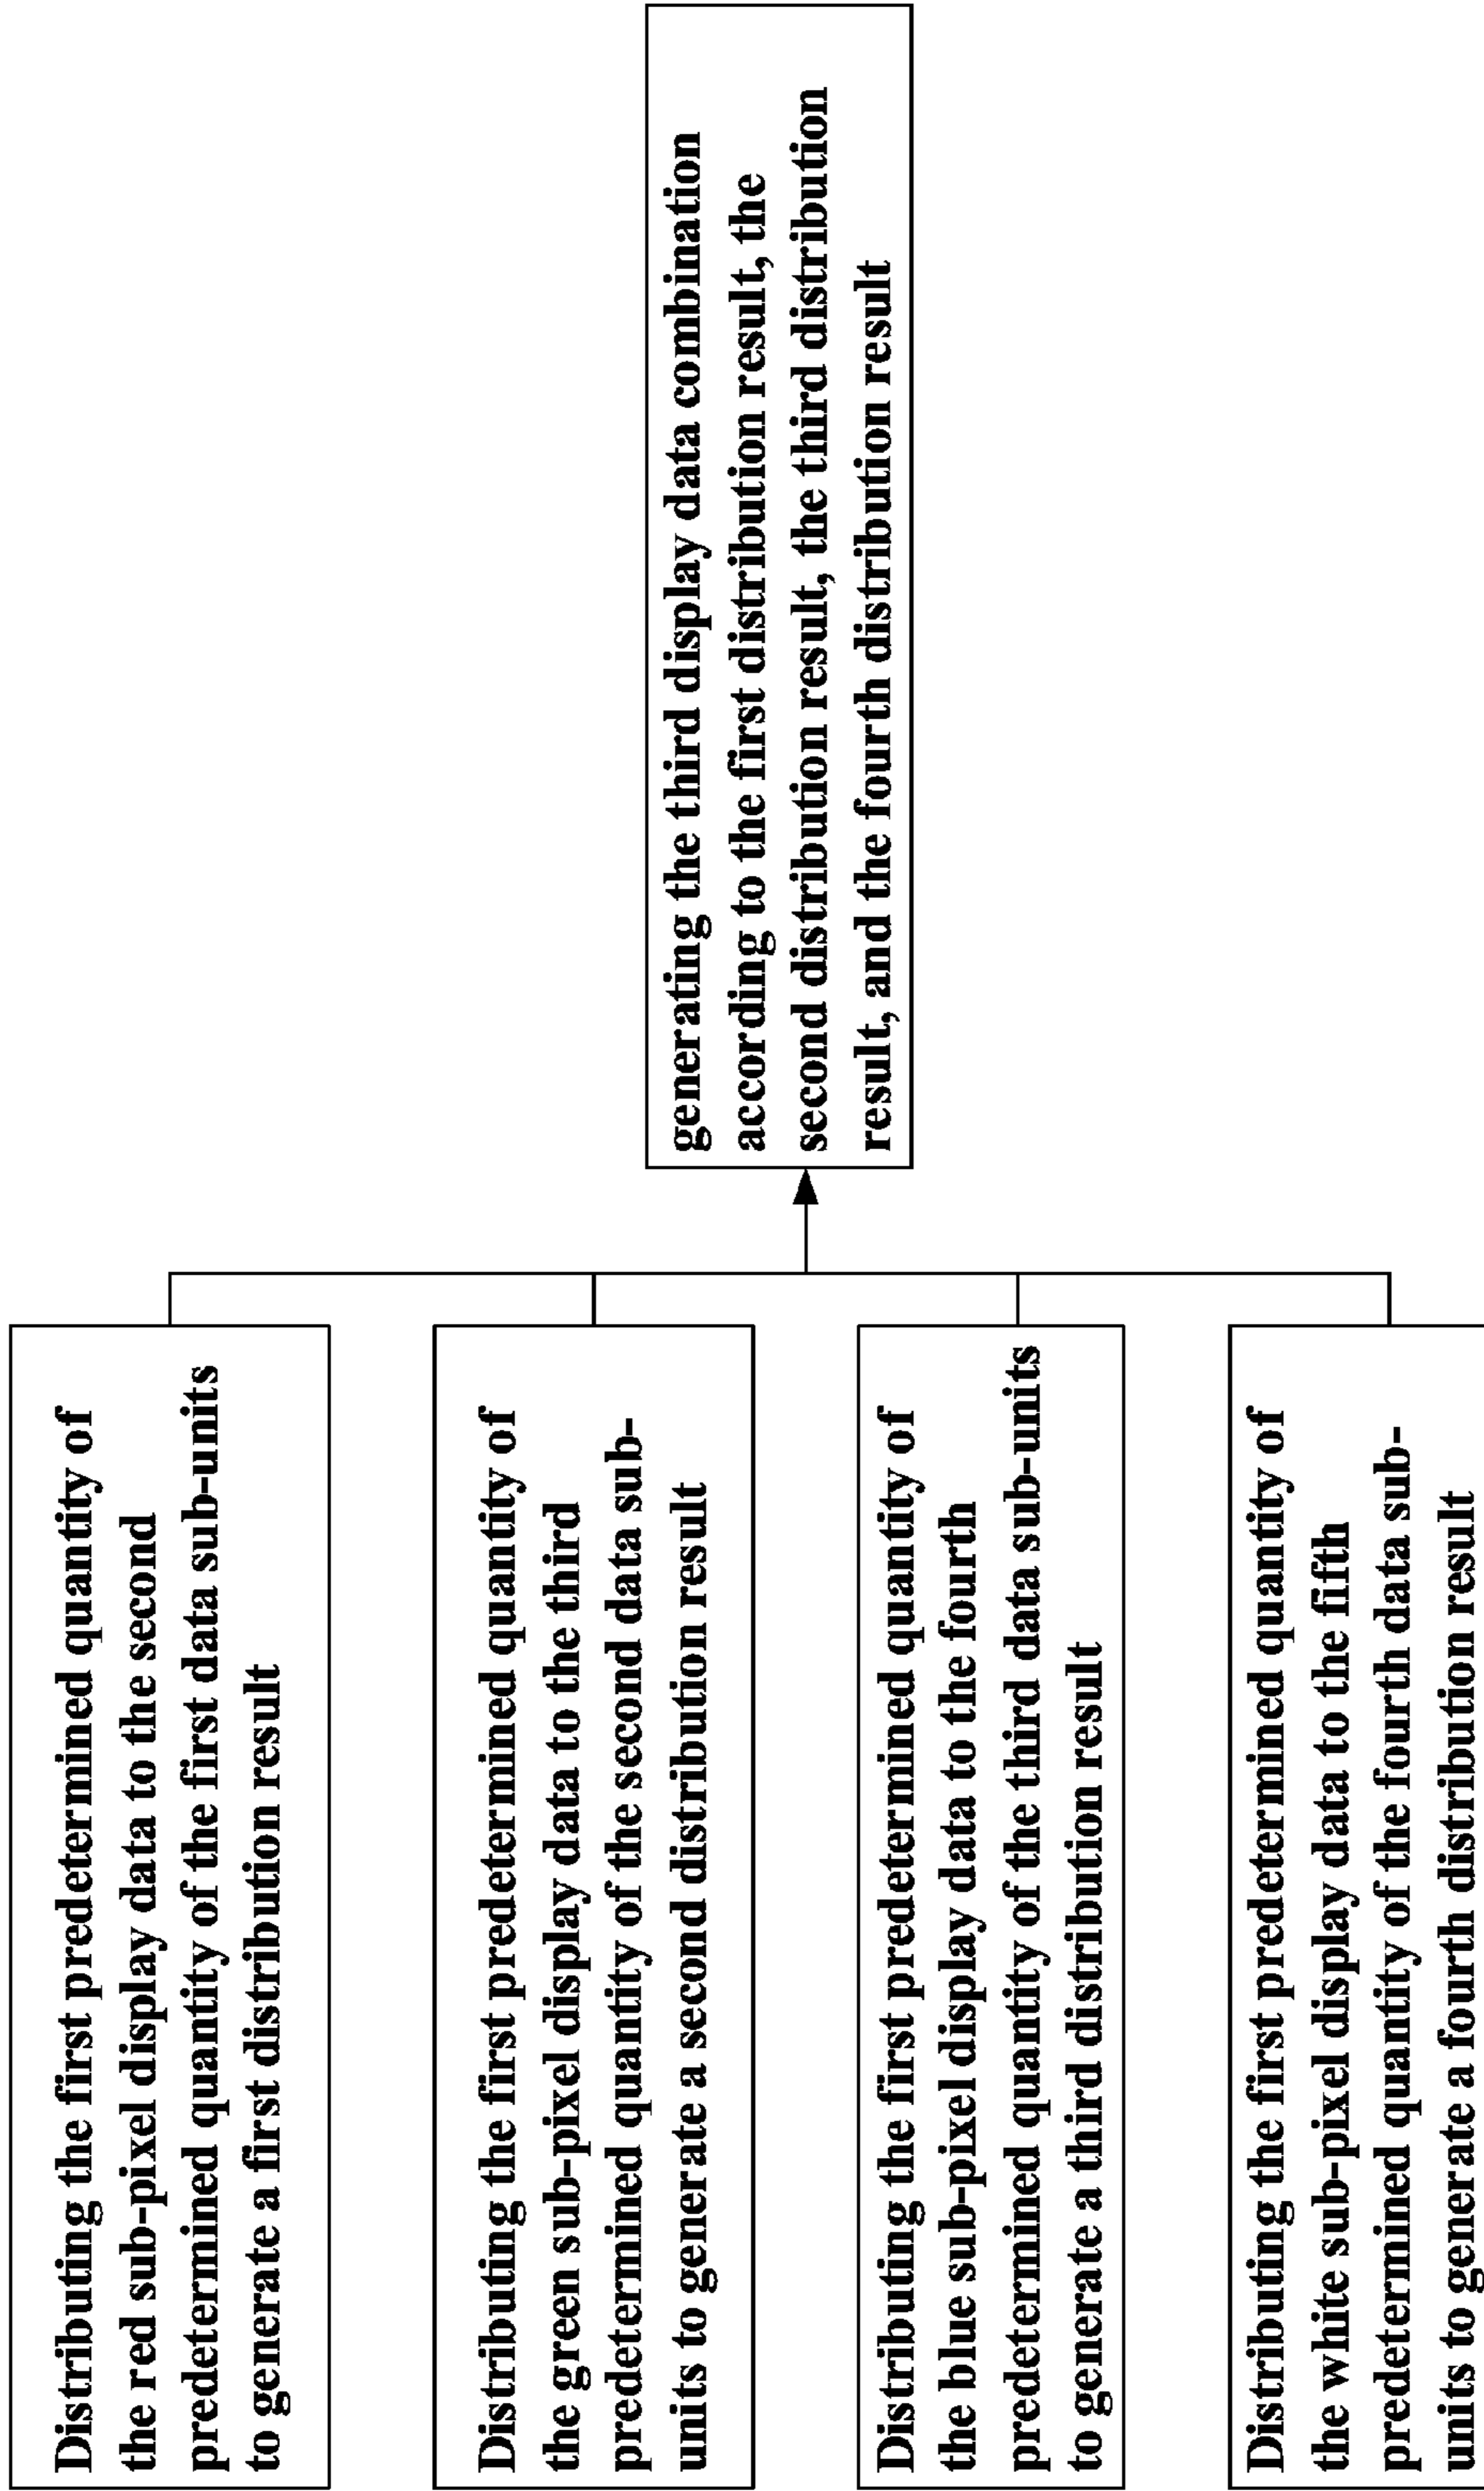 Distributing the first predetermined quantity of
the red sub-pixel display data to the second
predetermined quantity of the first data sub-units
to generate a first distribution result
Distributing the first predetermined quantity of
the green sub-pixel display data to the third
predetermined quantity of the second data sub-
units to generate a second distribution result
Distributing the first predetermined quantity of
the blue sub-pixel display data to the fourth
predetermined quantity of the third data sub-units
to generate a third distribution result
Distributing the first predetermined quantity of
the white sub-pixel display data to the fifth
predetermined quantity of the fourth data sub-
units to generate a fourth distribution result
generating the third display data combination
according to the first distribution result, the
second distribution result, the third distribution
result, and the fourth distribution result